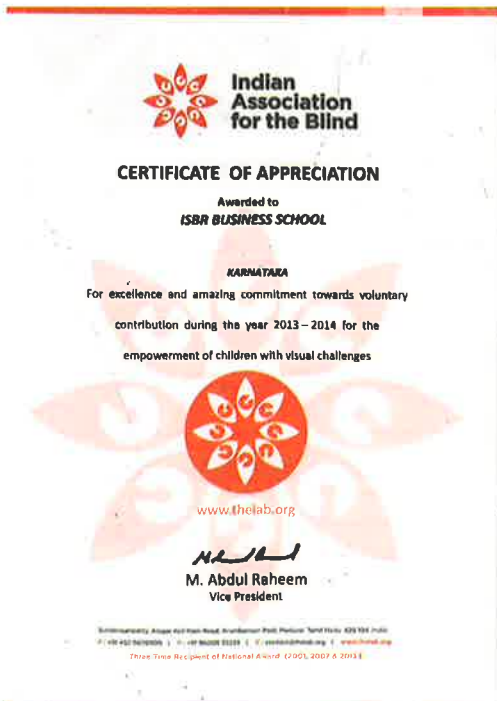 Indian
Association
for the Blind
CERTIFICATE OF APPRECIATION
Awarded to
ISBR BUSINESS SCHOOL
KARNATAKA
For excellence and amazing commitment towards voluntary
contribution during the year 2013 – 2014 for the
empowerment of children with visual challenges
www.theiab.org
M. Abdul Raheem
Vice President
Three Time Recipient of National Award (2001, 2007 & 2011)